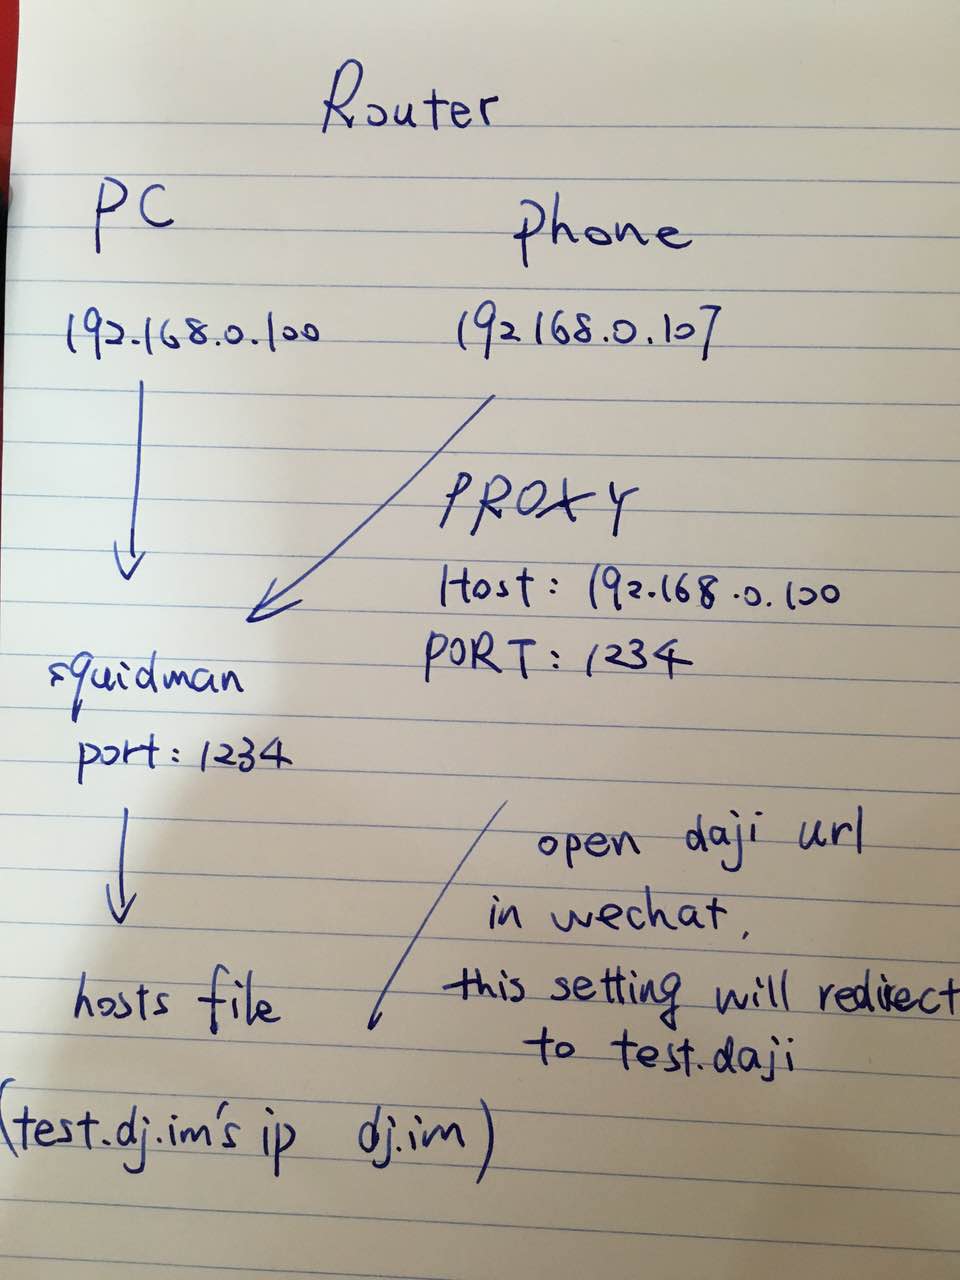 Router
PC
Phone
192.168.0.100
192 168.0.107
PROXY
Host: 192.168.0.100
PORT: 1234
squidman
port: 1234
open daji url
in wechat,
this setting will redirect
to test.daji
hosts file
(test.dj.im's ip dj.im)